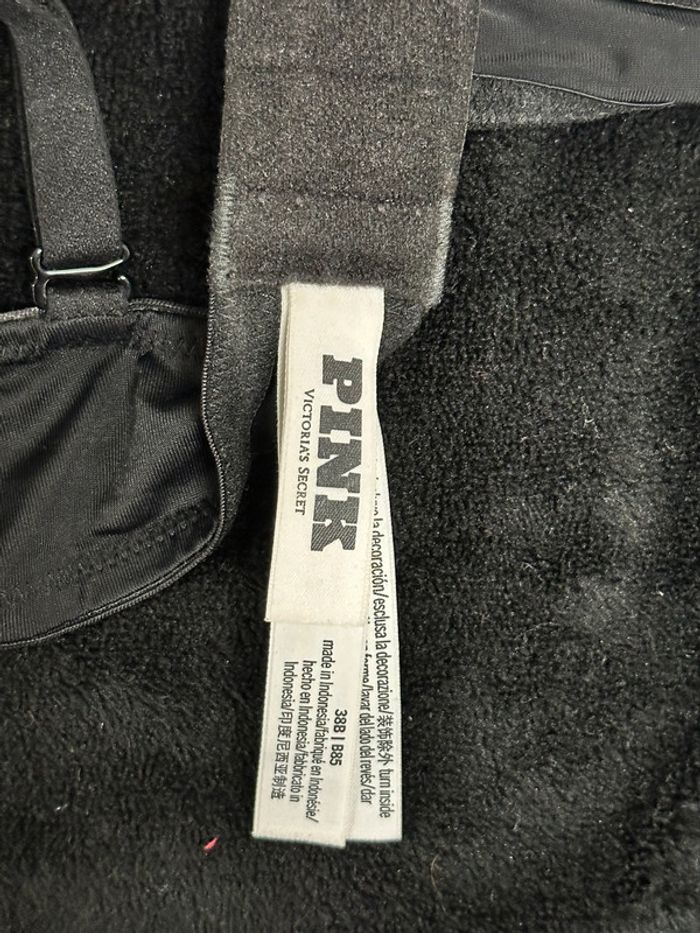 PINK
VICTORIA'S SECRET
38B | B85
made in Indonesia/fabriqué en Indonésie/
hecho en Indonesia/fabbricato in
Indonesia/印度尼西亚制造
la decoración/esclusa la decorazione/装饰除外 turn inside
forme/lavar del lado del revés/dar